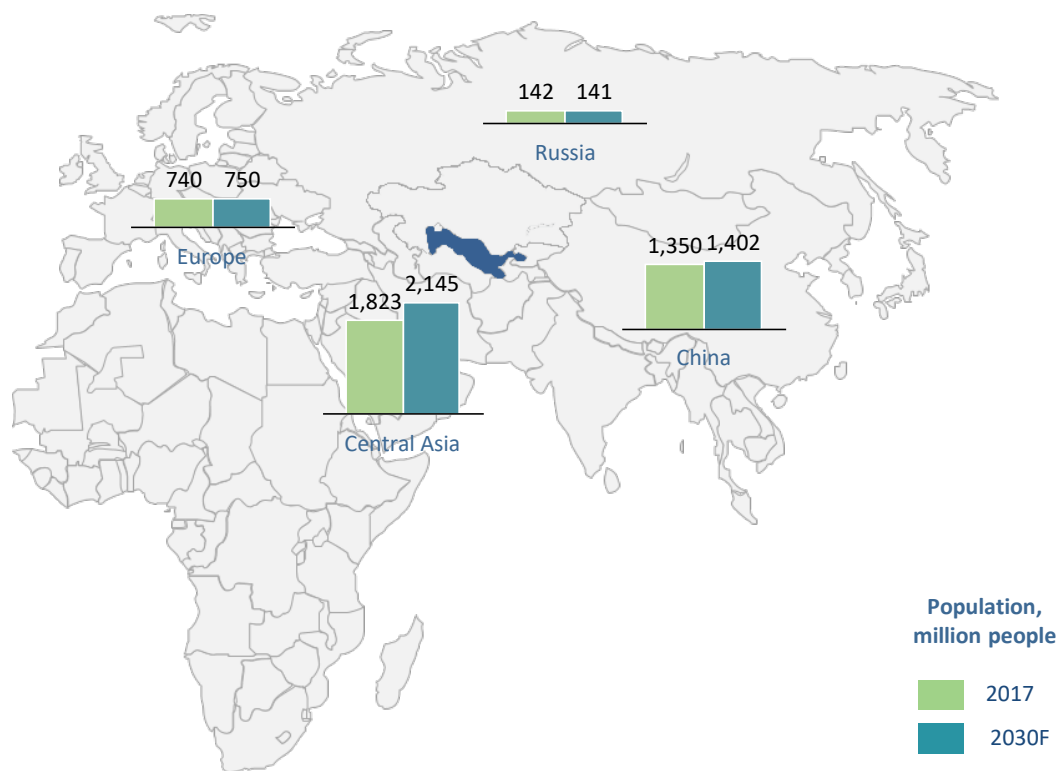 142 141
Russia
740 750
Europe
1,350 1,402
China
1,823 2,145
Central Asia
Population,
million people
2017
2030F